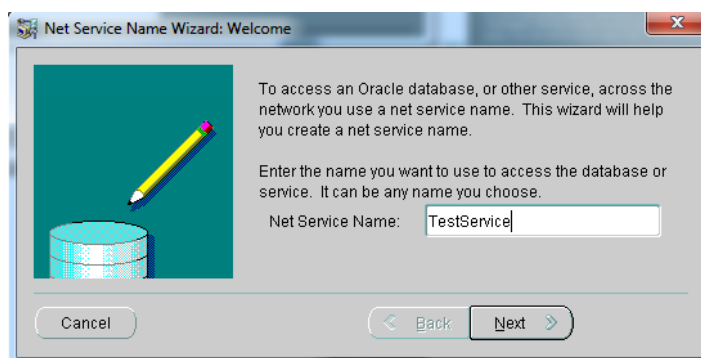 Net Service Name Wizard: Welcome
To access an Oracle database, or other service, across the
network you use a net service name. This wizard will help
you create a net service name.
Enter the name you want to use to access the database or
service. It can be any name you choose.
Net Service Name: TestService
Cancel Back Next